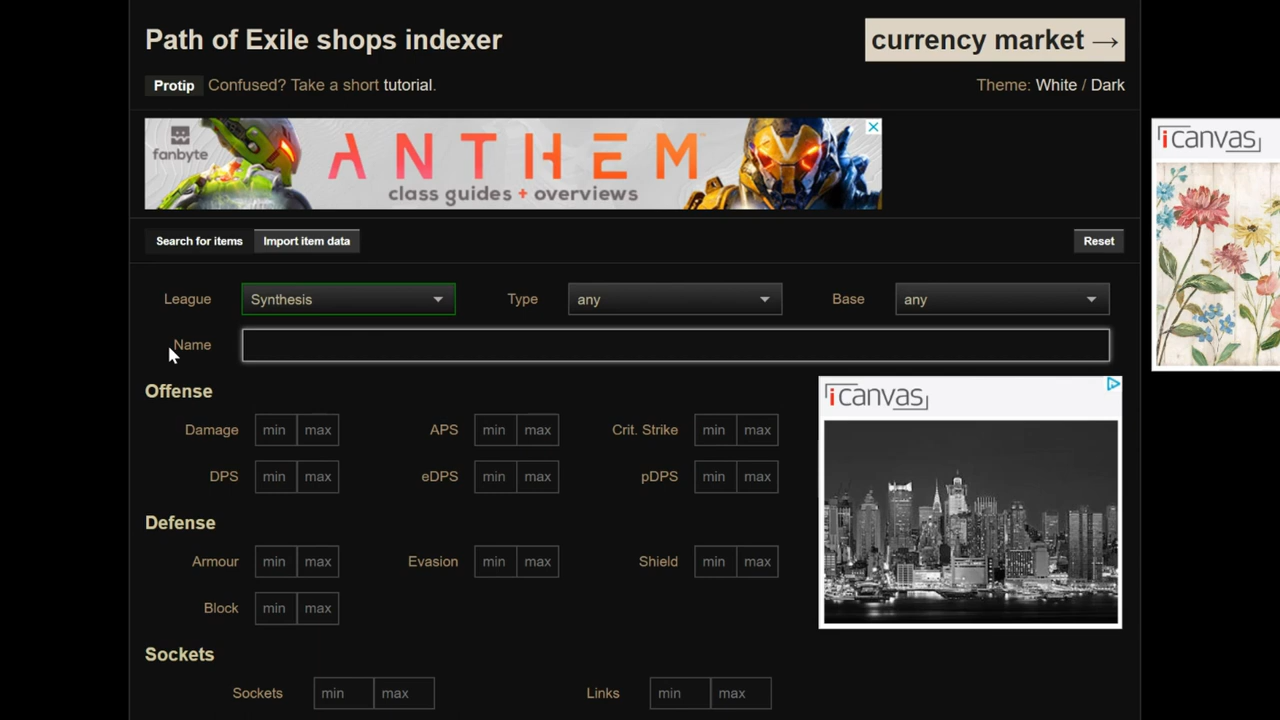 Path of Exile shops indexer
currency market →
Protip Confused? Take a short tutorial.
Theme: White / Dark
fanbyte
ANTHEM™
class guides + overviews
icanvas
Search for items Import item data Reset
League Synthesis Type any Base any
Name
Offense
icanvas
Damage min max APS min max Crit. Strike min max
DPS min max eDPS min max pDPS min max
Defense
Armour min max Evasion min max Shield min max
Block min max
Sockets
Sockets min max Links min max